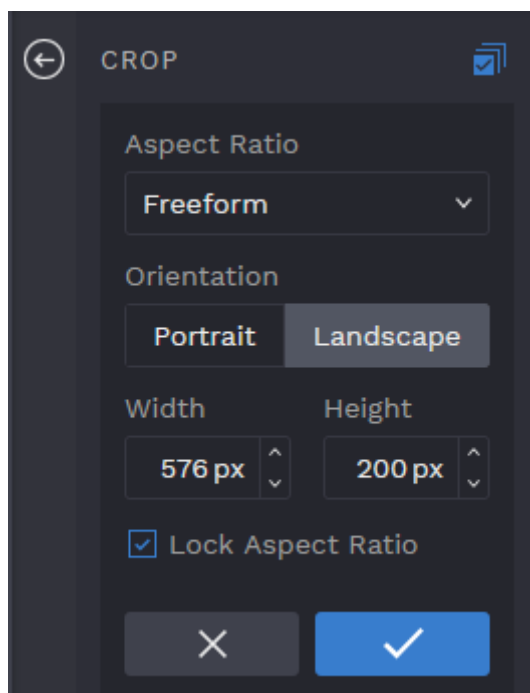 CROP
Aspect Ratio
Freeform
Orientation
Portrait Landscape
Width Height
576 px 200 px
Lock Aspect Ratio